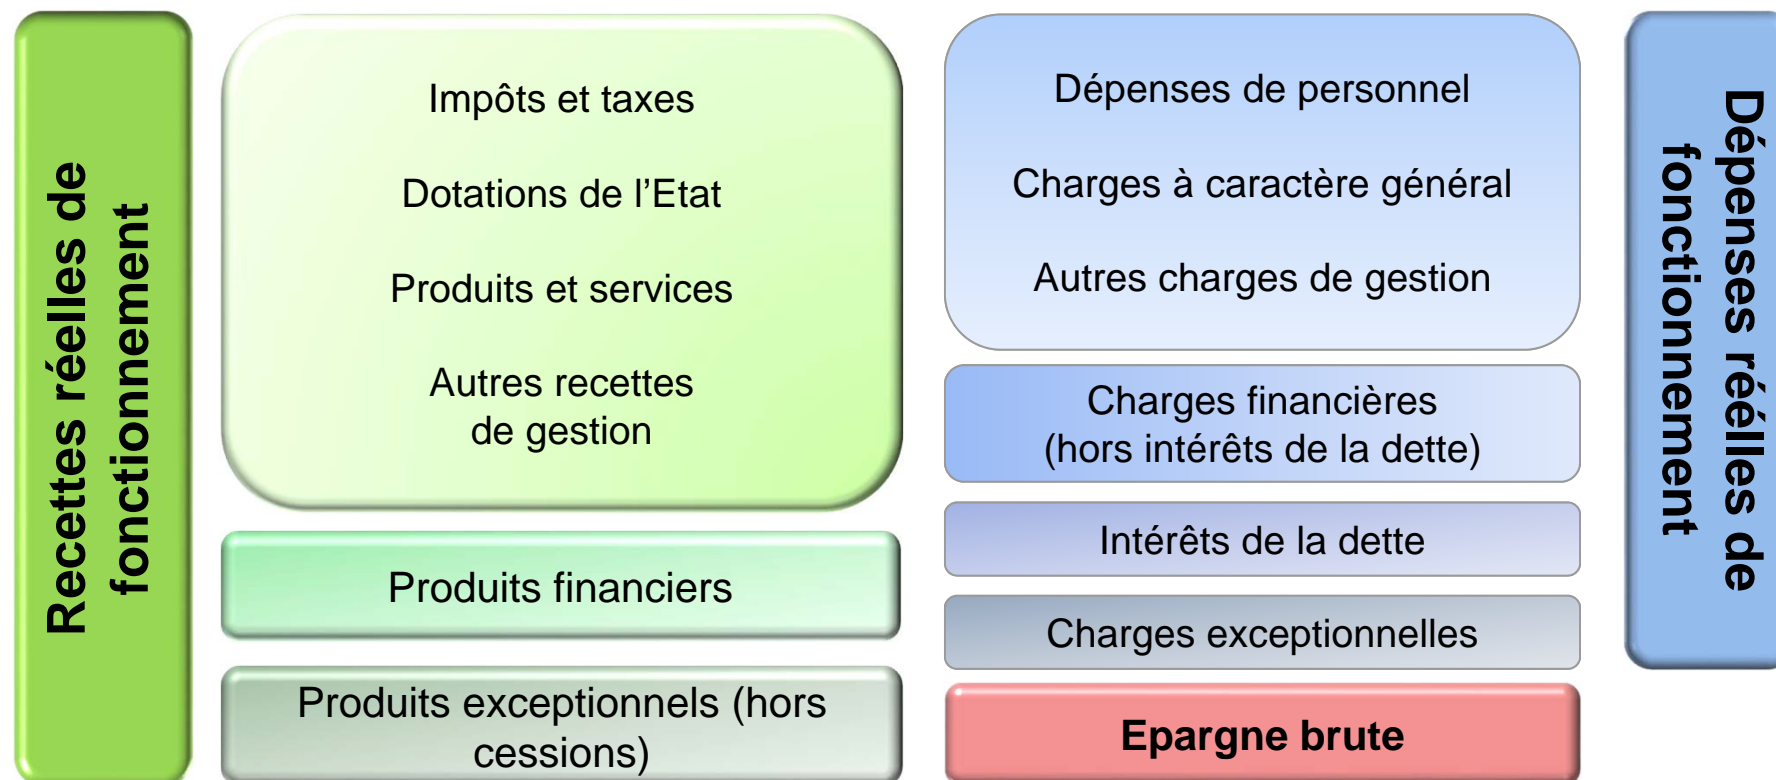 Recettes réelles de
fonctionnement
Impôts et taxes
Dotations de l’Etat
Produits et services
Autres recettes
de gestion
Produits financiers
Produits exceptionnels (hors
cessions)
Dépenses de personnel
Charges à caractère général
Autres charges de gestion
Charges financières
(hors intérêts de la dette)
Intérêts de la dette
Charges exceptionnelles
Epargne brute
Dépenses réelles de
fonctionnement